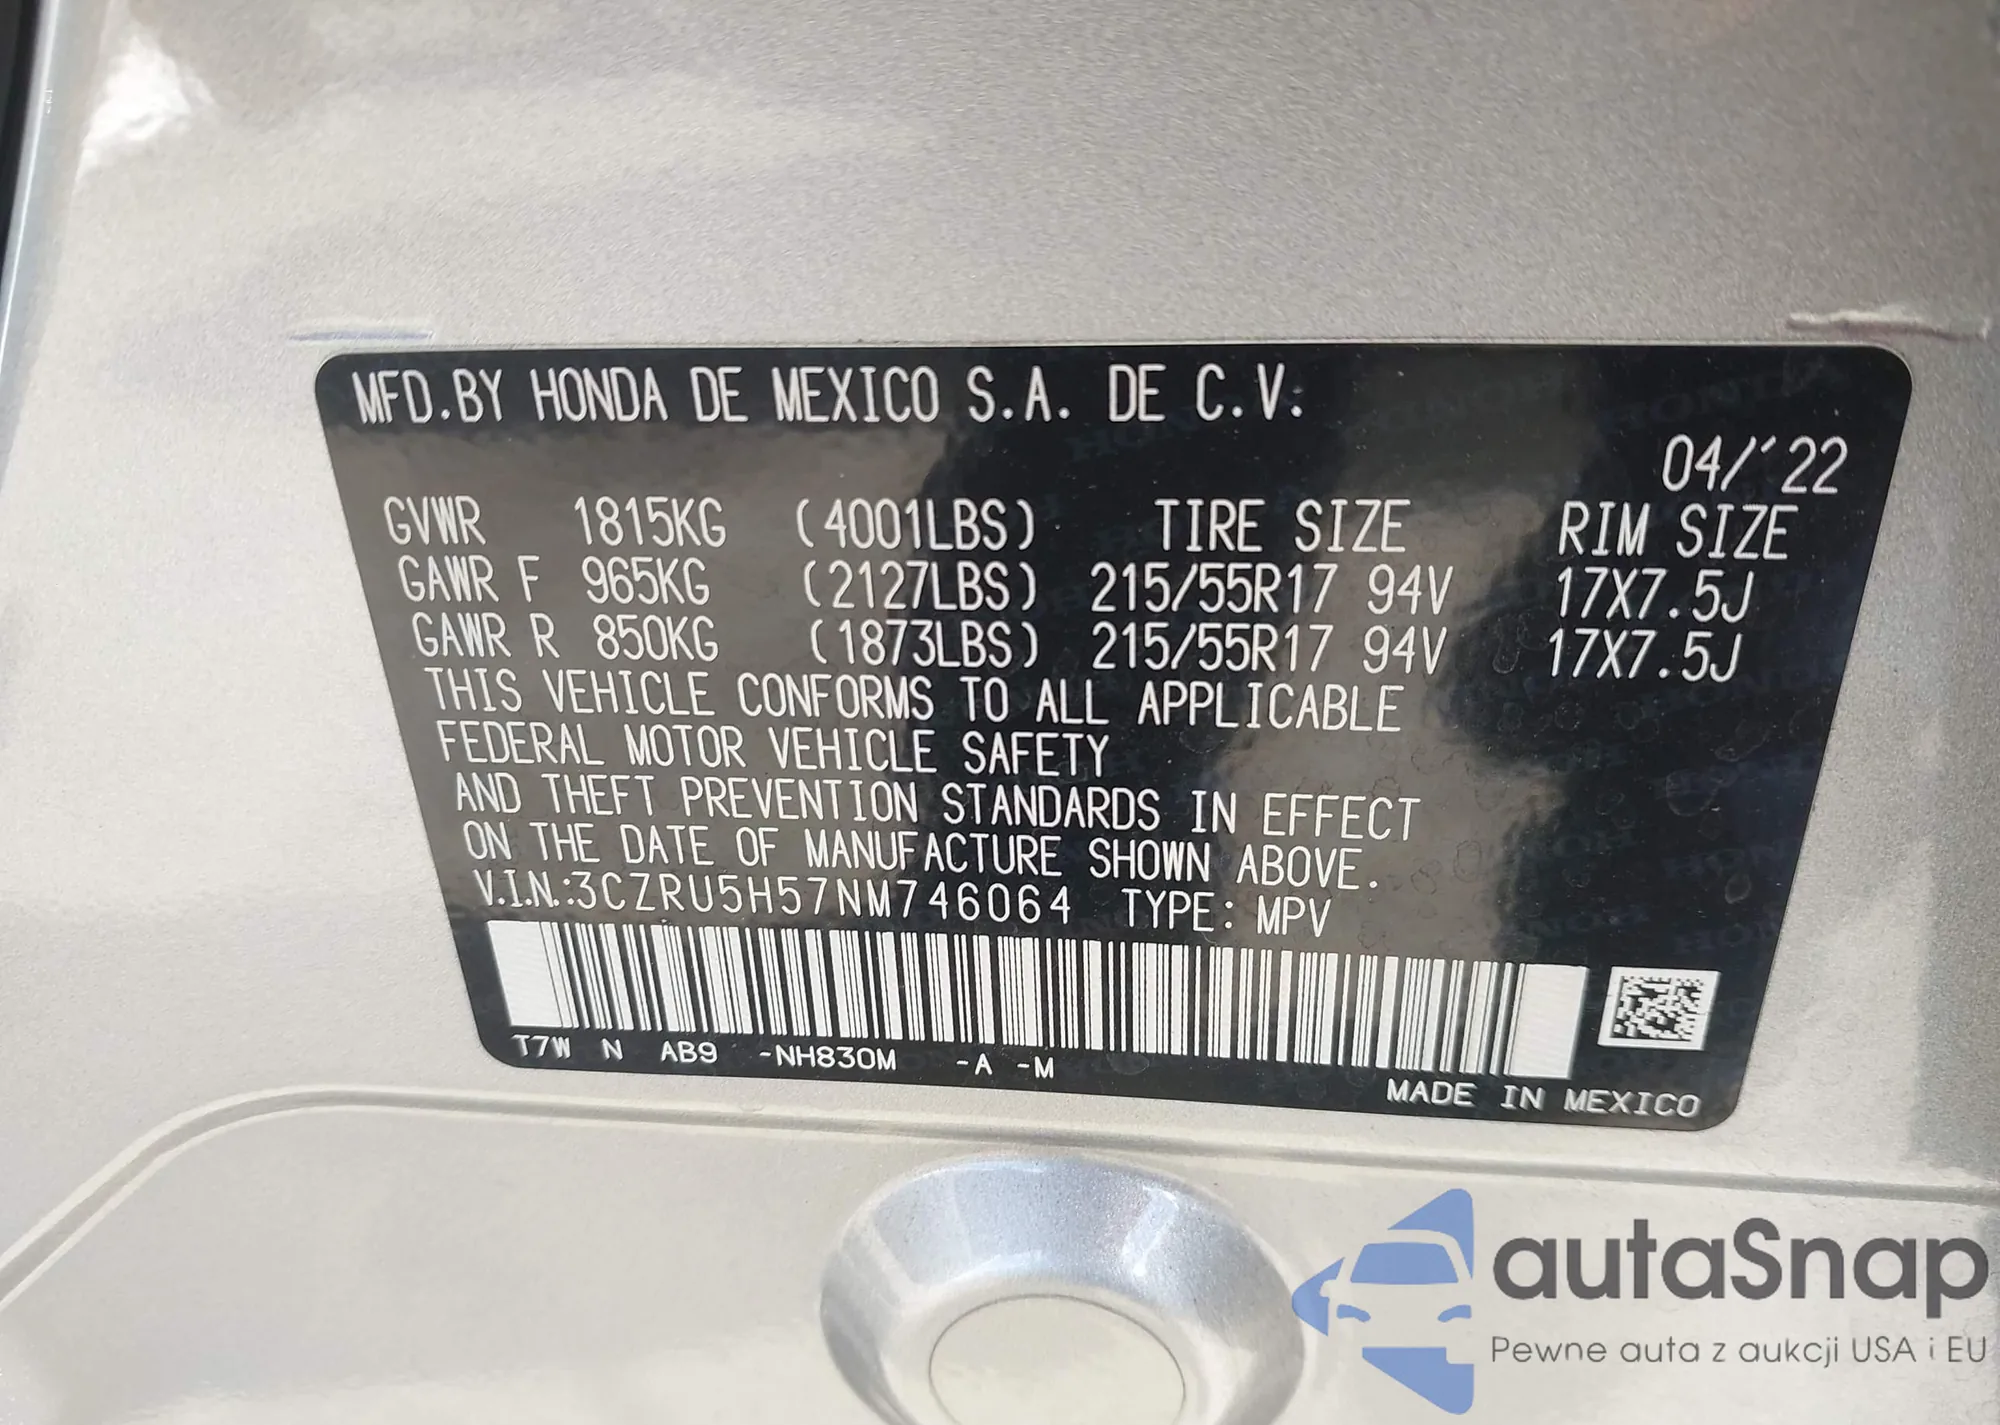 MFD.BY HONDA DE MEXICO S.A. DE C.V.
04/'22
GVWR 1815KG (4001LBS) TIRE SIZE RIM SIZE
GAWR F 965KG (2127LBS) 215/55R17 94V 17X7.5J
GAWR R 850KG (1873LBS) 215/55R17 94V 17X7.5J
THIS VEHICLE CONFORMS TO ALL APPLICABLE
FEDERAL MOTOR VEHICLE SAFETY
AND THEFT PREVENTION STANDARDS IN EFFECT
ON THE DATE OF MANUFACTURE SHOWN ABOVE.
V.I.N.:3CZRU5H57NM746064 TYPE: MPV
T7W N AB9 -NH830M -A -M
MADE IN MEXICO
autaSnap
Pewne auta z aukcji USA i EU